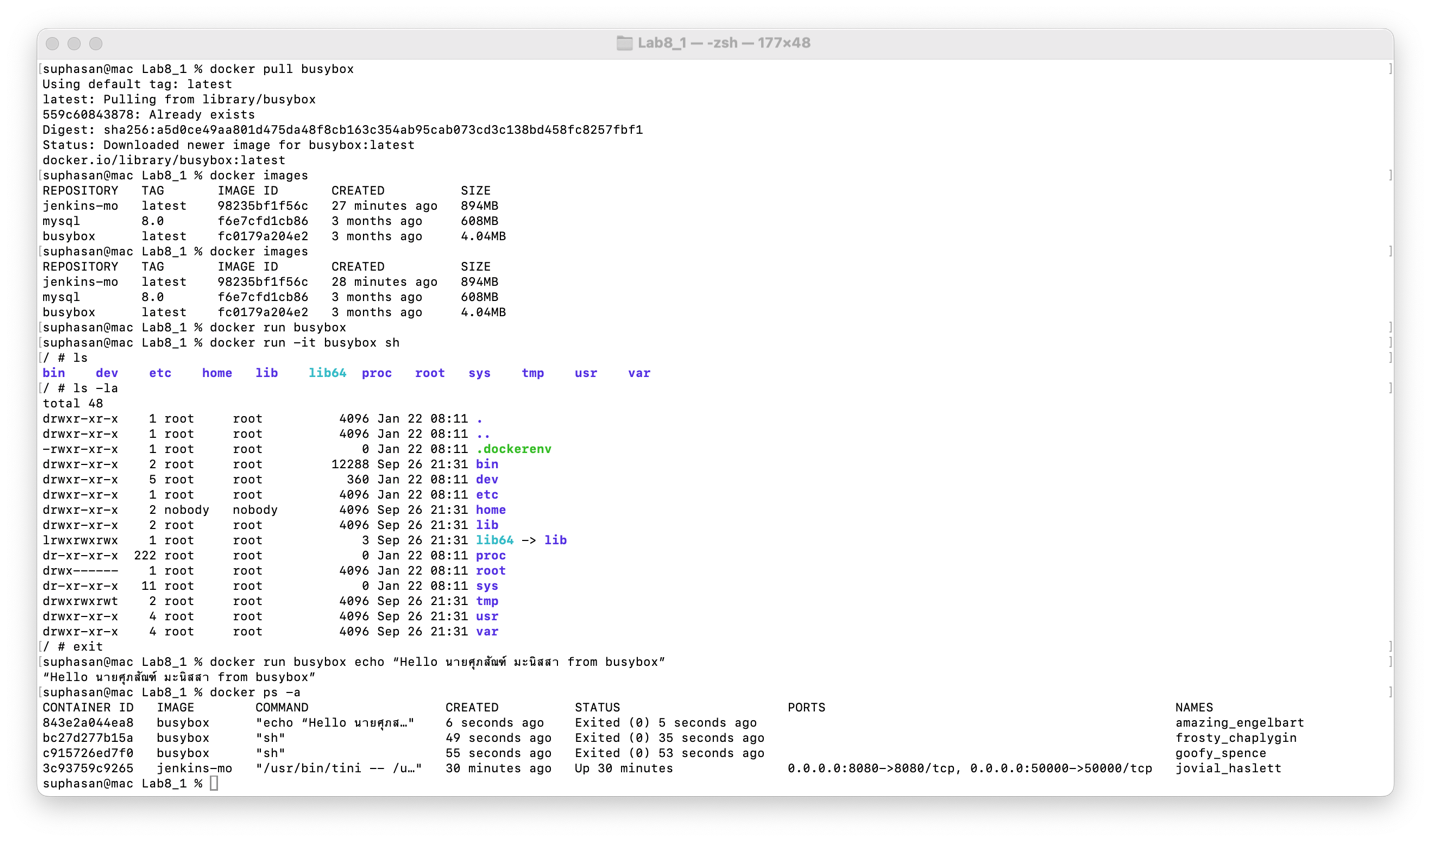 Lab8_1 — -zsh — 177×48
suphasan@mac Lab8_1 % docker pull busybox
Using default tag: latest
latest: Pulling from library/busybox
559c60843878: Already exists
Digest: sha256:a5d0ce49aa801d475da48f8cb163c354ab95cab073cd3c138bd458fc8257fbf1
Status: Downloaded newer image for busybox:latest
docker.io/library/busybox:latest
suphasan@mac Lab8_1 % docker images
REPOSITORY   TAG       IMAGE ID       CREATED          SIZE
jenkins-mo   latest    98235bf1f56c   27 minutes ago   894MB
mysql        8.0       f6e7cfd1cb86   3 months ago     608MB
busybox      latest    fc0179a204e2   3 months ago     4.04MB
suphasan@mac Lab8_1 % docker images
REPOSITORY   TAG       IMAGE ID       CREATED          SIZE
jenkins-mo   latest    98235bf1f56c   28 minutes ago   894MB
mysql        8.0       f6e7cfd1cb86   3 months ago     608MB
busybox      latest    fc0179a204e2   3 months ago     4.04MB
suphasan@mac Lab8_1 % docker run busybox
suphasan@mac Lab8_1 % docker run -it busybox sh
/ # ls
bin    dev    etc    home   lib    lib64  proc   root   sys    tmp    usr    var
/ # ls -la
total 48
drwxr-xr-x    1 root     root          4096 Jan 22 08:11 .
drwxr-xr-x    1 root     root          4096 Jan 22 08:11 ..
-rwxr-xr-x    1 root     root             0 Jan 22 08:11 .dockerenv
drwxr-xr-x    2 root     root         12288 Sep 26 21:31 bin
drwxr-xr-x    5 root     root           360 Jan 22 08:11 dev
drwxr-xr-x    1 root     root          4096 Jan 22 08:11 etc
drwxr-xr-x    2 nobody   nobody        4096 Sep 26 21:31 home
drwxr-xr-x    2 root     root          4096 Sep 26 21:31 lib
lrwxrwxrwx    1 root     root             3 Sep 26 21:31 lib64 -> lib
dr-xr-xr-x  222 root     root             0 Jan 22 08:11 proc
drwx------    1 root     root          4096 Jan 22 08:11 root
dr-xr-xr-x   11 root     root             0 Jan 22 08:11 sys
drwxrwxrwt    2 root     root          4096 Sep 26 21:31 tmp
drwxr-xr-x    4 root     root          4096 Sep 26 21:31 usr
drwxr-xr-x    4 root     root          4096 Sep 26 21:31 var
/ # exit
suphasan@mac Lab8_1 % docker run busybox echo “Hello นายศุภสัณฑ์ มะนิสสา from busybox”
“Hello นายศุภสัณฑ์ มะนิสสา from busybox”
suphasan@mac Lab8_1 % docker ps -a
CONTAINER ID   IMAGE        COMMAND                  CREATED          STATUS                      PORTS                                              NAMES
843e2a044ea8   busybox      "echo “Hello นายศุภส…"   6 seconds ago    Exited (0) 5 seconds ago                                                       amazing_engelbart
bc27d277b15a   busybox      "sh"                     49 seconds ago   Exited (0) 35 seconds ago                                                      frosty_chaplygin
c915726ed7f0   busybox      "sh"                     55 seconds ago   Exited (0) 53 seconds ago                                                      goofy_spence
3c93759c9265   jenkins-mo   "/usr/bin/tini -- /u…"   30 minutes ago   Up 30 minutes               0.0.0.0:8080->8080/tcp, 0.0.0.0:50000->50000/tcp   jovial_haslett
suphasan@mac Lab8_1 %